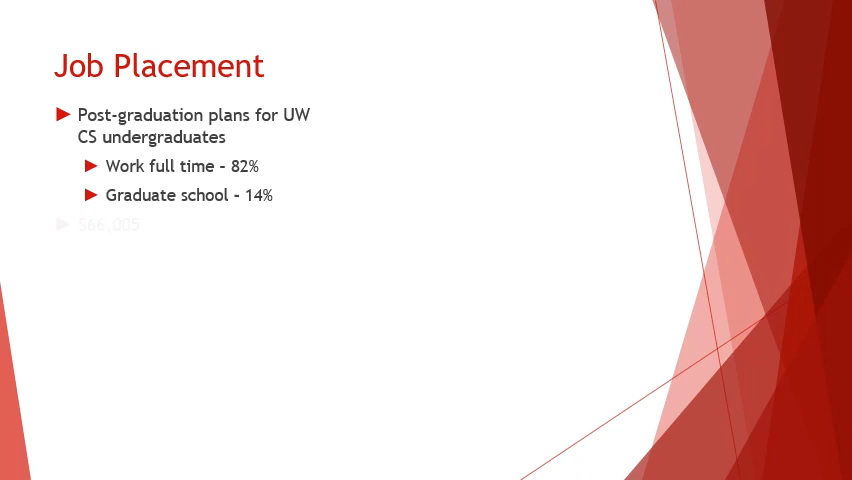 Job Placement
Post-graduation plans for UW
CS undergraduates
Work full time – 82%
Graduate school – 14%
$66,005